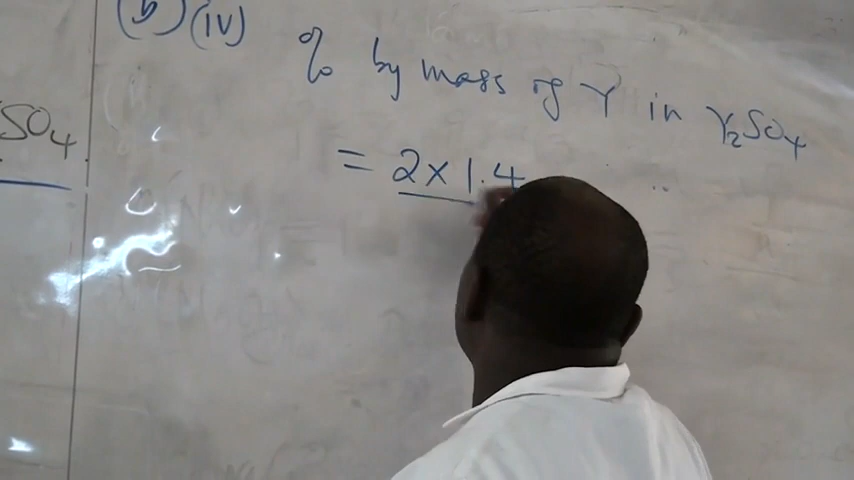 (b)(iv) % by mass of Y in Y₂SO₄
SO₄
= 2 × 1.4